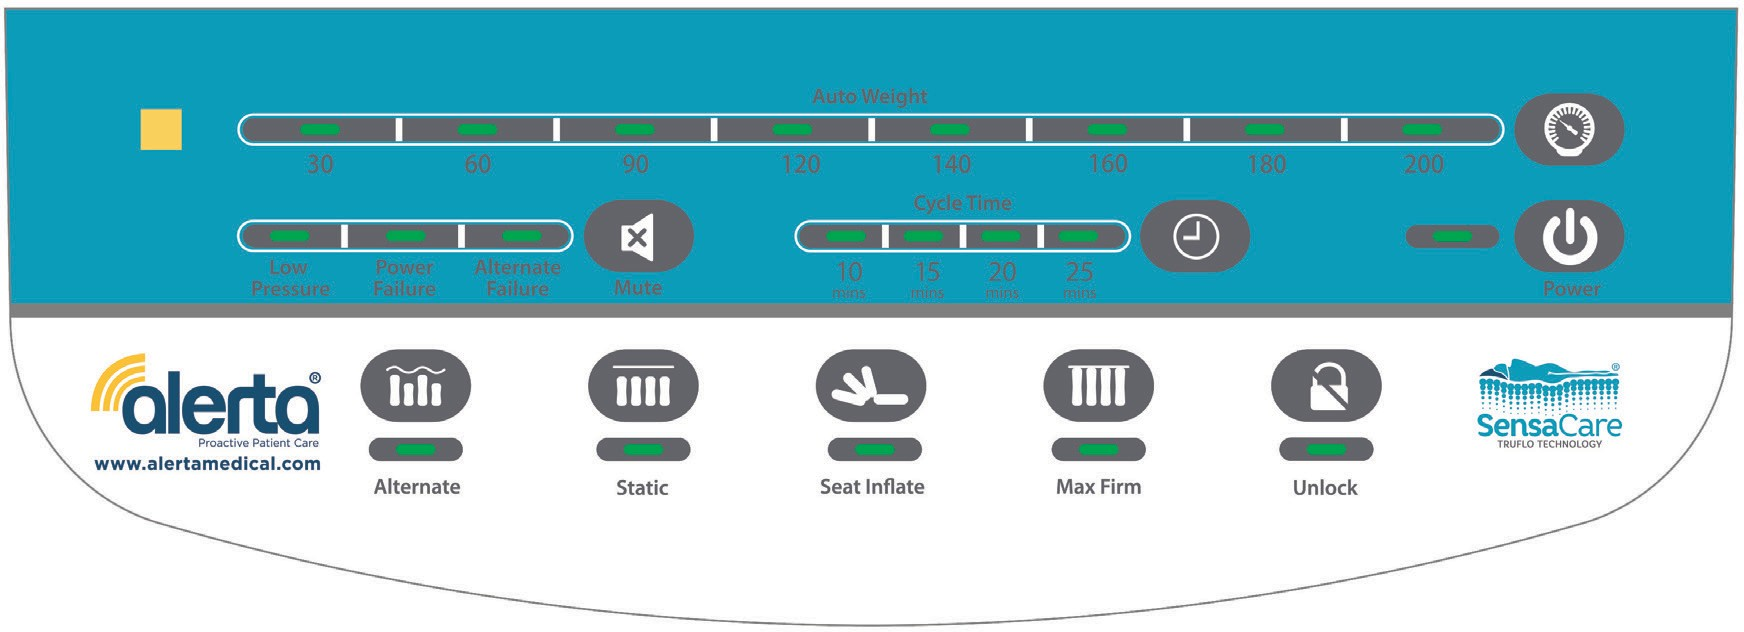 Auto Weight
30 60 90 120 140 160 180 200
Cycle Time
Low Pressure
Power Failure
Alternate Failure
Mute
10 mins
15 mins
20 mins
25 mins
Power
alerta®
Proactive Patient Care
www.alertamedical.com
Alternate
Static
Seat Inflate
Max Firm
Unlock
®
SensaCare
TRUFLO TECHNOLOGY